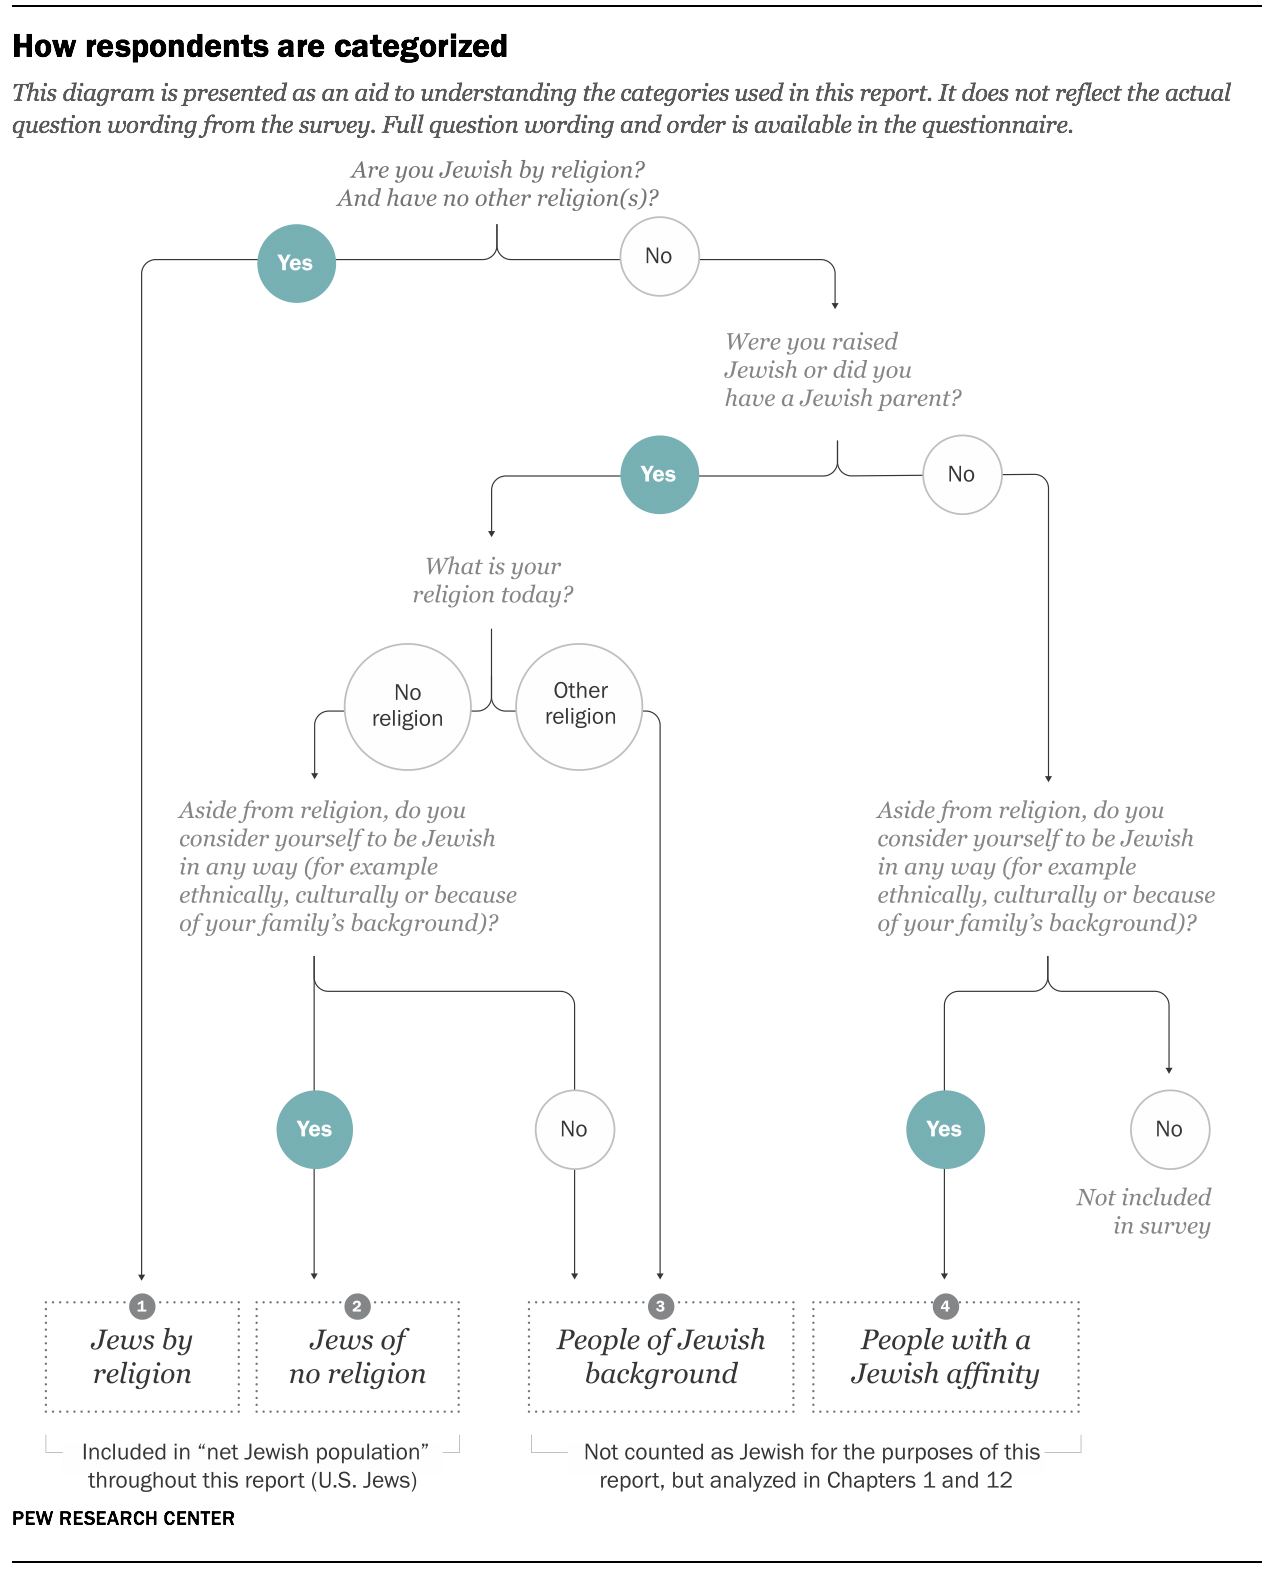 How respondents are categorized
This diagram is presented as an aid to understanding the categories used in this report. It does not reflect the actual
question wording from the survey. Full question wording and order is available in the questionnaire.
Are you Jewish by religion?
And have no other religion(s)?
Yes
No
Were you raised
Jewish or did you
have a Jewish parent?
Yes
No
What is your
religion today?
No
religion
Other
religion
Aside from religion, do you
consider yourself to be Jewish
in any way (for example
ethnically, culturally or because
of your family’s background)?
Aside from religion, do you
consider yourself to be Jewish
in any way (for example
ethnically, culturally or because
of your family’s background)?
Yes
No
Yes
No
Not included
in survey
1
Jews by
religion
2
Jews of
no religion
3
People of Jewish
background
4
People with a
Jewish affinity
Included in “net Jewish population”
throughout this report (U.S. Jews)
Not counted as Jewish for the purposes of this
report, but analyzed in Chapters 1 and 12
PEW RESEARCH CENTER